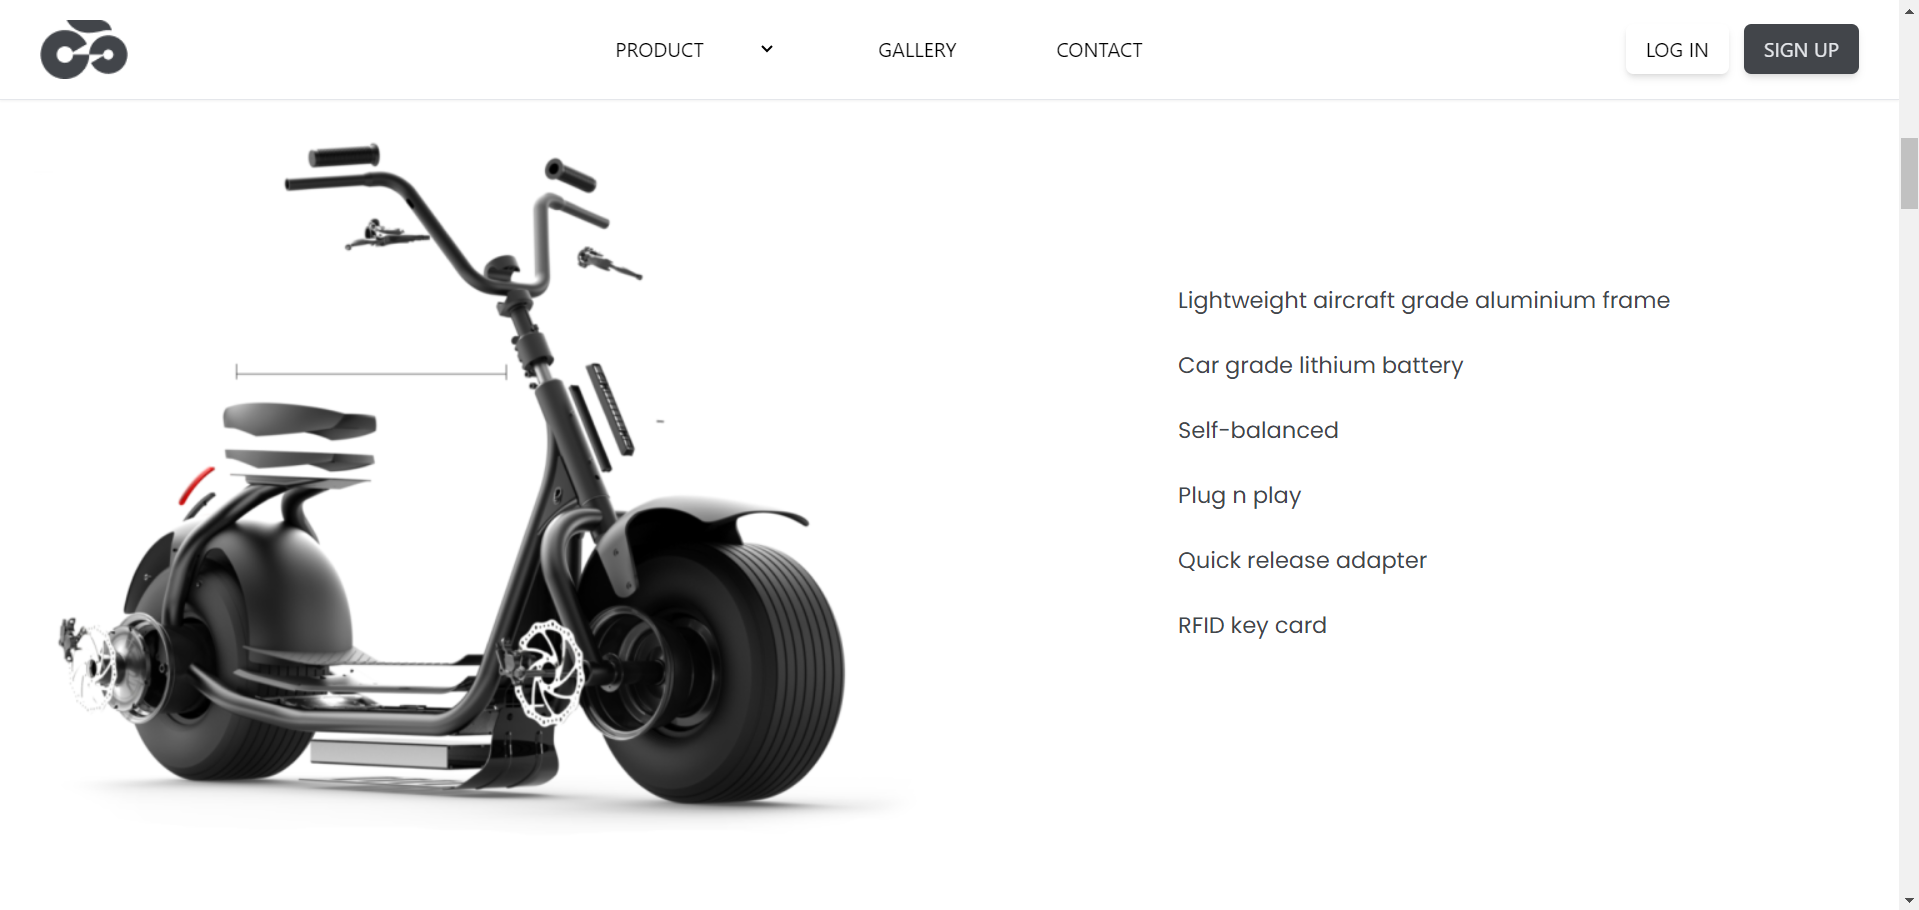 PRODUCT
GALLERY
CONTACT
LOG IN
SIGN UP
Lightweight aircraft grade aluminium frame
Car grade lithium battery
Self-balanced
Plug n play
Quick release adapter
RFID key card